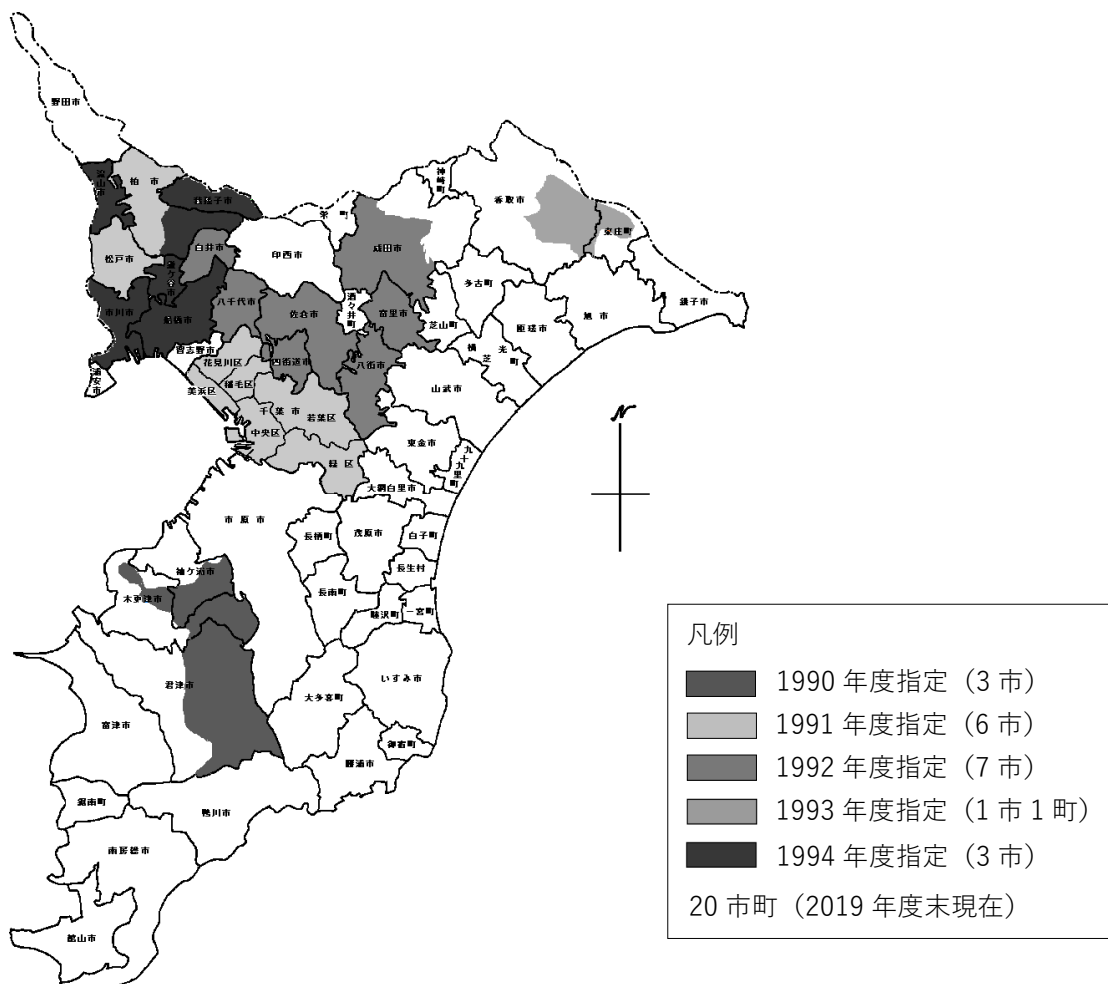 野田市
流山市
柏市
我孫子市
松戸市
鎌ケ谷市
白井市
印西市
栄町
成田市
神崎町
香取市
東庄町
市川市
船橋市
八千代市
佐倉市
酒々井町
富里市
芝山町
多古町
匝瑳市
旭市
銚子市
浦安市
習志野市
花見川区
四街道市
八街市
横芝光町
美浜区
稲毛区
千葉市
若葉区
山武市
中央区
緑区
東金市
九十九里町
大網白里市
N
市原市
長柄町
茂原市
白子町
長生村
袖ケ浦市
長南町
木更津市
睦沢町
一宮町
君津市
大多喜町
いすみ市
富津市
御宿町
勝浦市
鋸南町
鴨川市
南房総市
館山市
凡例
1990 年度指定（3 市）
1991 年度指定（6 市）
1992 年度指定（7 市）
1993 年度指定（1 市 1 町）
1994 年度指定（3 市）
20 市町（2019 年度末現在）